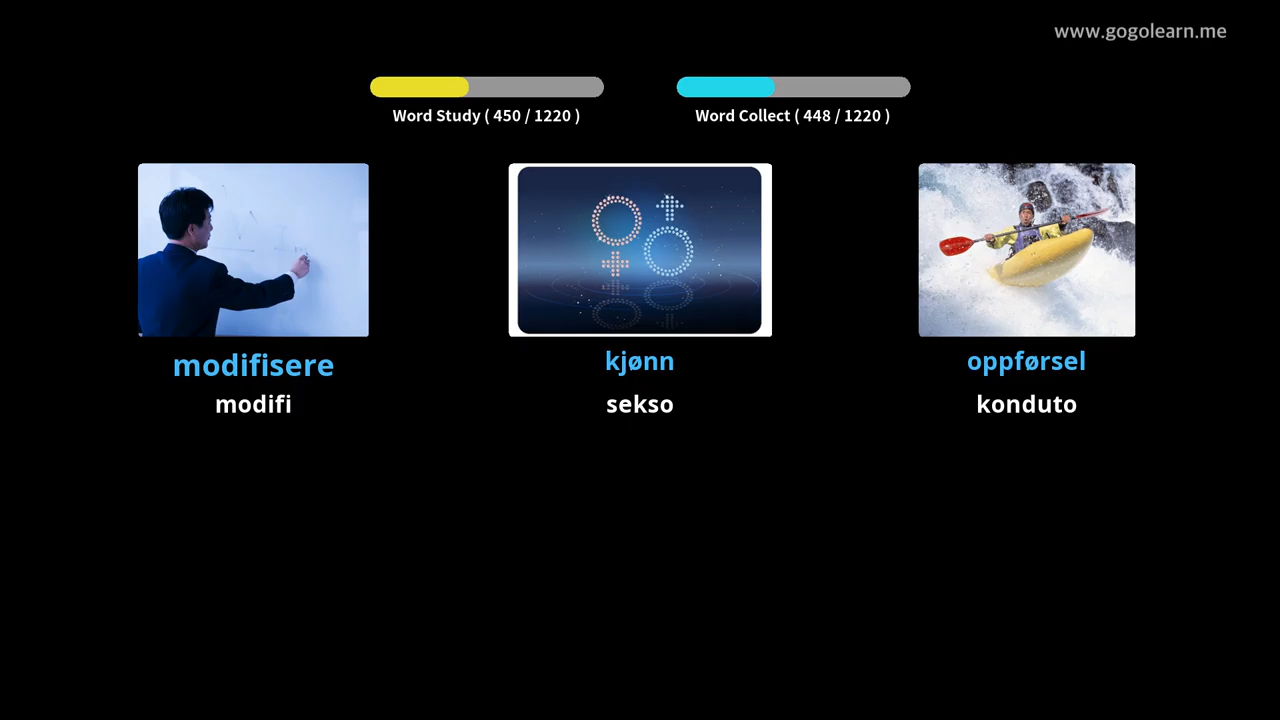 www.gogolearn.me
Word Study ( 450 / 1220 )
Word Collect ( 448 / 1220 )
modifisere
kjønn
oppførsel
modifi
sekso
konduto